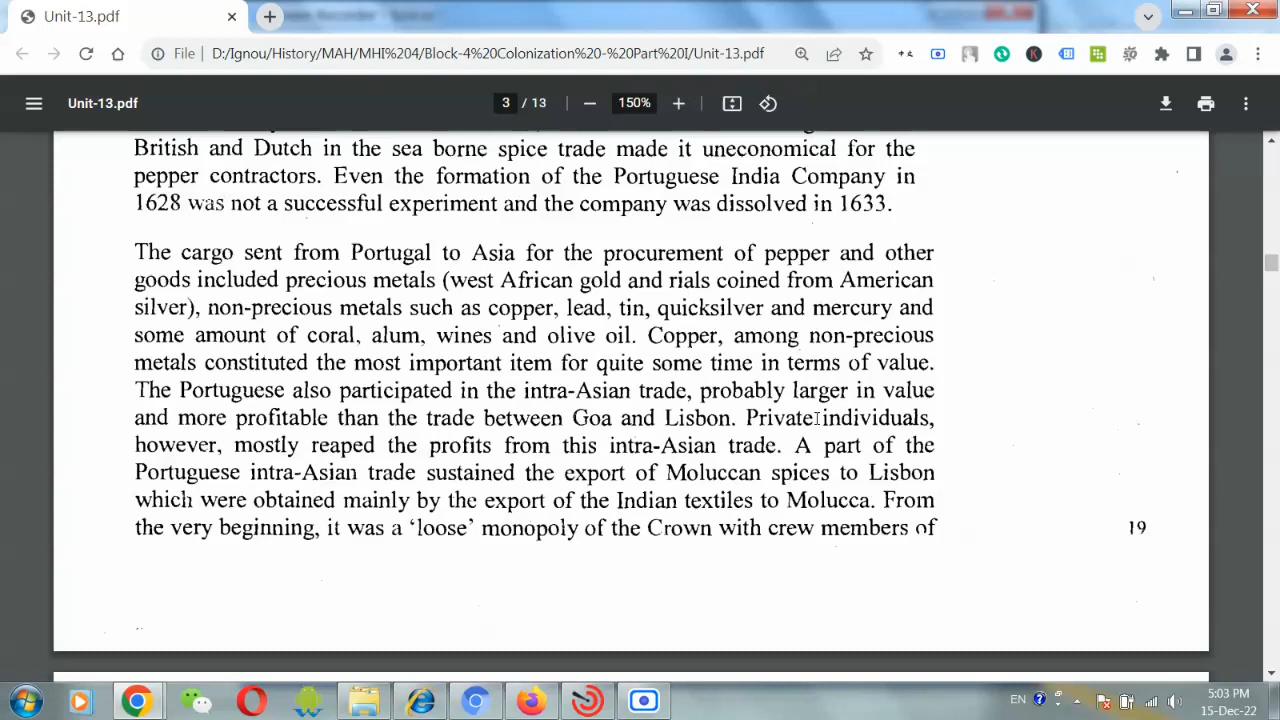 Unit-13.pdf
File
D:/Ignou/History/MAH/MHI%204/Block-4%20Colonization%20-%20Part%20I/Unit-13.pdf
Unit-13.pdf
3 / 13
150%
British and Dutch in the sea borne spice trade made it uneconomical for the
pepper contractors. Even the formation of the Portuguese India Company in
1628 was not a successful experiment and the company was dissolved in 1633.
The cargo sent from Portugal to Asia for the procurement of pepper and other
goods included precious metals (west African gold and rials coined from American
silver), non-precious metals such as copper, lead, tin, quicksilver and mercury and
some amount of coral, alum, wines and olive oil. Copper, among non-precious
metals constituted the most important item for quite some time in terms of value.
The Portuguese also participated in the intra-Asian trade, probably larger in value
and more profitable than the trade between Goa and Lisbon. Private individuals,
however, mostly reaped the profits from this intra-Asian trade. A part of the
Portuguese intra-Asian trade sustained the export of Moluccan spices to Lisbon
which were obtained mainly by the export of the Indian textiles to Molucca. From
the very beginning, it was a ‘loose’ monopoly of the Crown with crew members of
19
EN
5:03 PM
15-Dec-22